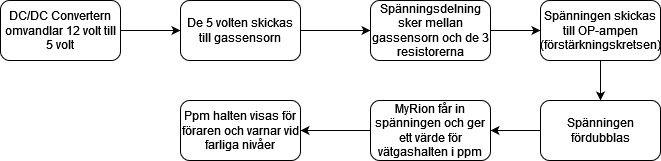 DC/DC Convertern
omvandlar 12 volt till
5 volt
De 5 volten skickas
till gassensorn
Spänningsdelning
sker mellan
gassensorn och de 3
resistorerna
Spänningen skickas
till OP-ampen
(förstärkningskretsen)
Spänningen
fördubblas
MyRion får in
spänningen och ger
ett värde för
vätgashalten i ppm
Ppm halten visas för
föraren och varnar vid
farliga nivåer